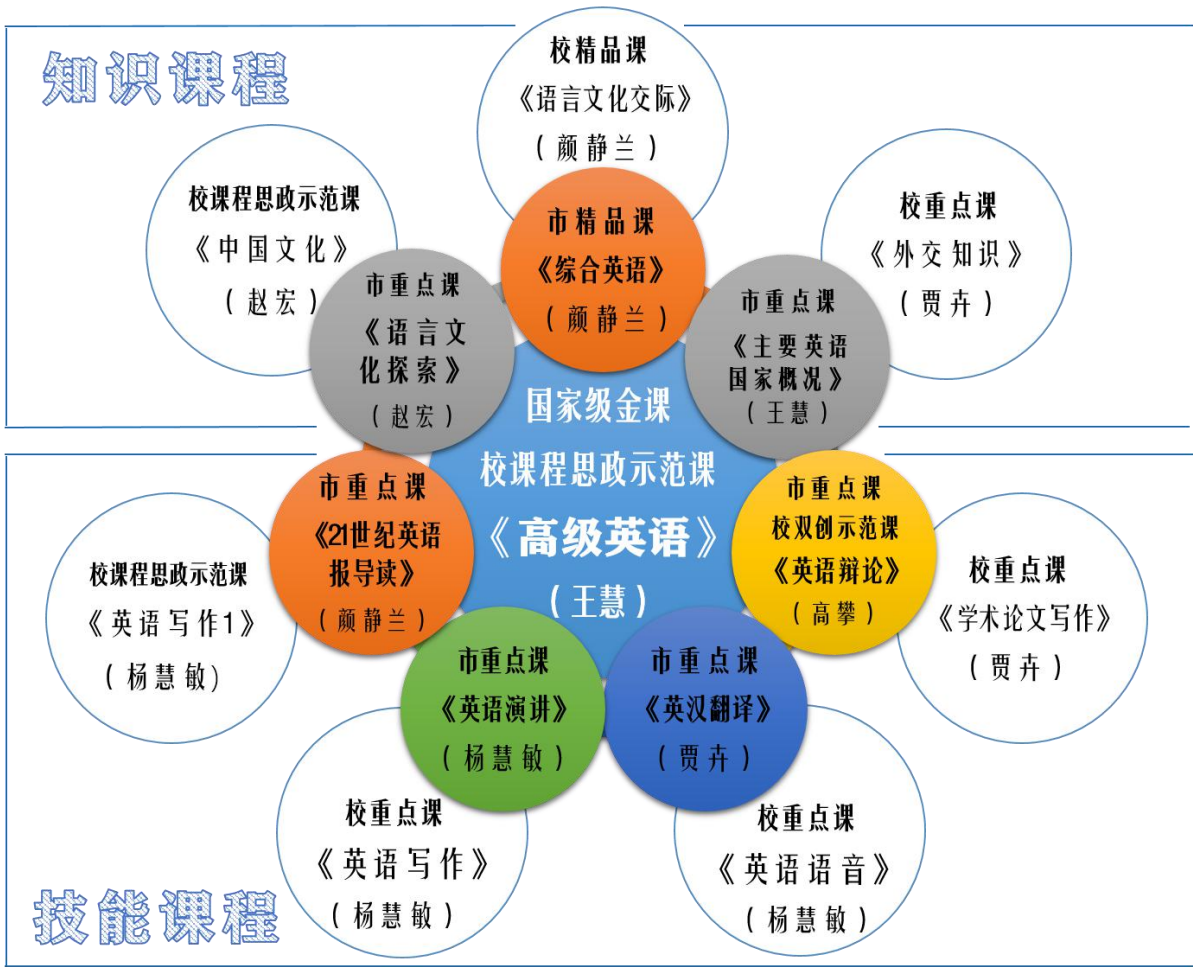 知识课程
校精品课
《语言文化交际》
（颜静兰）
校课程思政示范课
《中国文化》
（赵宏）
校重点课
《外交知识》
（贾卉）
市精品课
《综合英语》
（颜静兰）
市重点课
《语言文
化探索》
（赵宏）
市重点课
《主要英语
国家概况》
（王慧）
国家级金课
校课程思政示范课
《高级英语》
（王慧）
市重点课
《21世纪英语
报导读》
（颜静兰）
市重点课
校双创示范课
《英语辩论》
（高攀）
校课程思政示范课
《英语写作1》
（杨慧敏）
校重点课
《学术论文写作》
（贾卉）
市重点课
《英语演讲》
（杨慧敏）
市重点课
《英汉翻译》
（贾卉）
校重点课
《英语写作》
（杨慧敏）
校重点课
《英语语音》
（杨慧敏）
技能课程